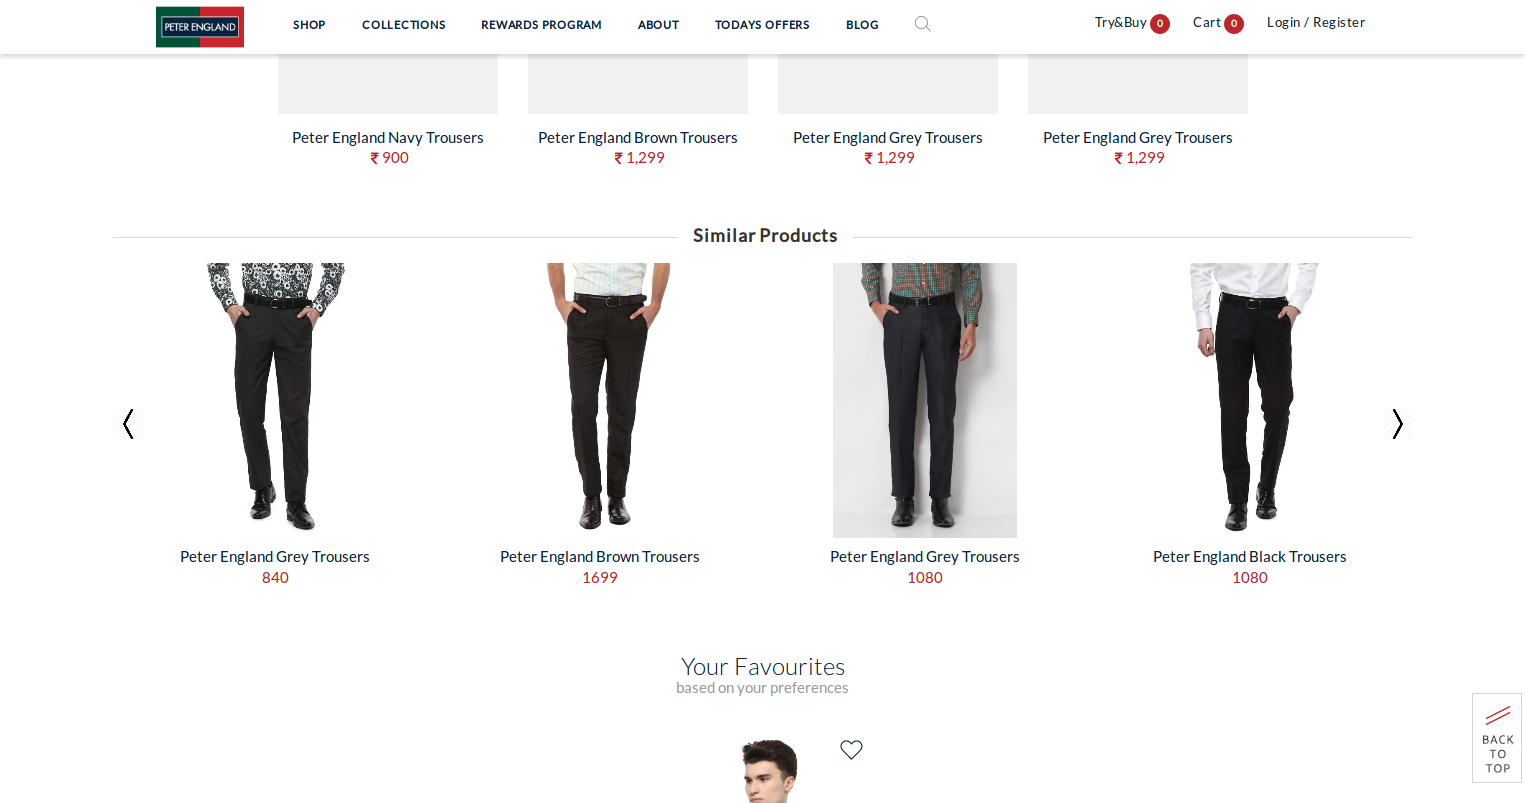 PETER ENGLAND
SHOP
COLLECTIONS
REWARDS PROGRAM
ABOUT
TODAYS OFFERS
BLOG
Try&Buy 0
Cart 0
Login / Register
Peter England Navy Trousers
₹ 900
Peter England Brown Trousers
₹ 1,299
Peter England Grey Trousers
₹ 1,299
Peter England Grey Trousers
₹ 1,299
Similar Products
Peter England Grey Trousers
840
Peter England Brown Trousers
1699
Peter England Grey Trousers
1080
Peter England Black Trousers
1080
Your Favourites
based on your preferences
BACK
TO
TOP